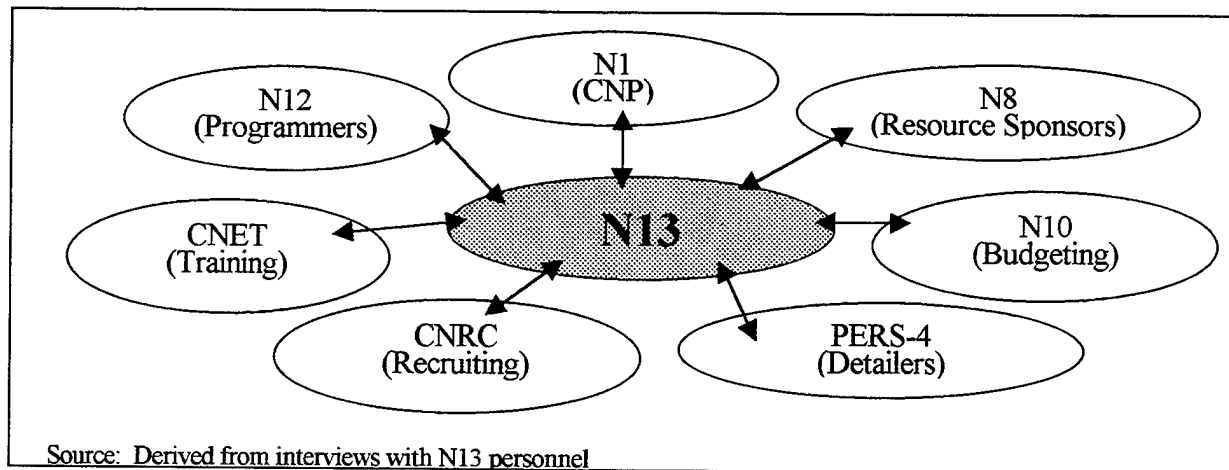 N1
(CNP)
N12
(Programmers)
N8
(Resource Sponsors)
N13
CNET
(Training)
N10
(Budgeting)
CNRC
(Recruiting)
PERS-4
(Detailers)
Source: Derived from interviews with N13 personnel